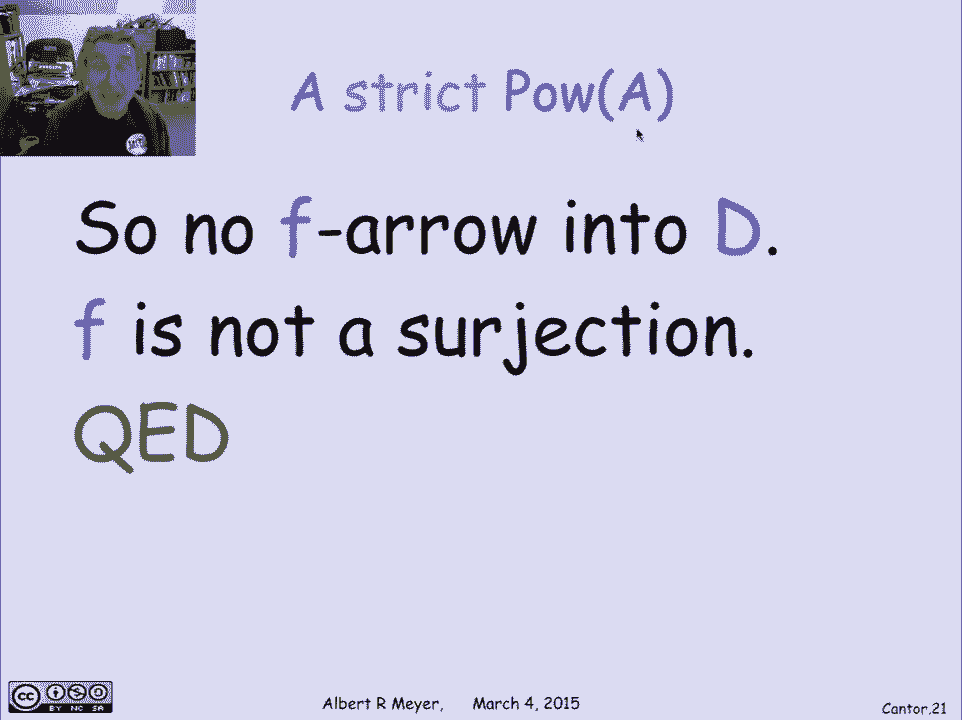 A strict Pow(A)
So no f-arrow into D.
f is not a surjection.
QED
cc BY NC SA
Albert R Meyer, March 4, 2015
Cantor.21